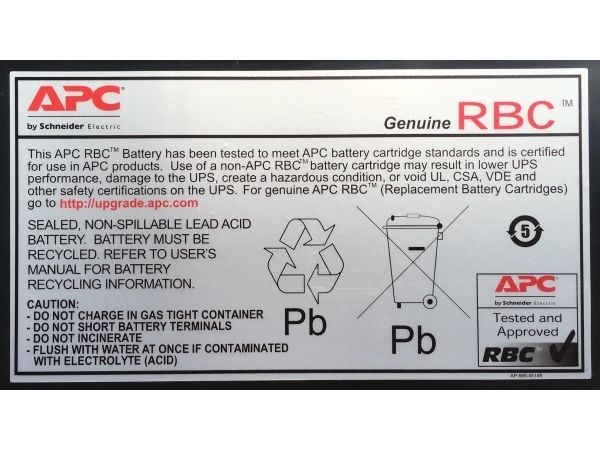 APC
by Schneider Electric
Genuine RBC™
This APC RBC™ Battery has been tested to meet APC battery cartridge standards and is certified
for use in APC products. Use of a non-APC RBC™ battery cartridge may result in lower UPS
performance, damage to the UPS, create a hazardous condition, or void UL, CSA, VDE and
other safety certifications on the UPS. For genuine APC RBC™ (Replacement Battery Cartridges)
go to http://upgrade.apc.com
SEALED, NON-SPILLABLE LEAD ACID
BATTERY. BATTERY MUST BE
RECYCLED. REFER TO USER'S
MANUAL FOR BATTERY
RECYCLING INFORMATION.
CAUTION:
- DO NOT CHARGE IN GAS TIGHT CONTAINER
- DO NOT SHORT BATTERY TERMINALS
- DO NOT INCINERATE
- FLUSH WITH WATER AT ONCE IF CONTAMINATED
WITH ELECTROLYTE (ACID)
Pb
Pb
5
APC
by Schneider Electric
Tested and
Approved
RBC™